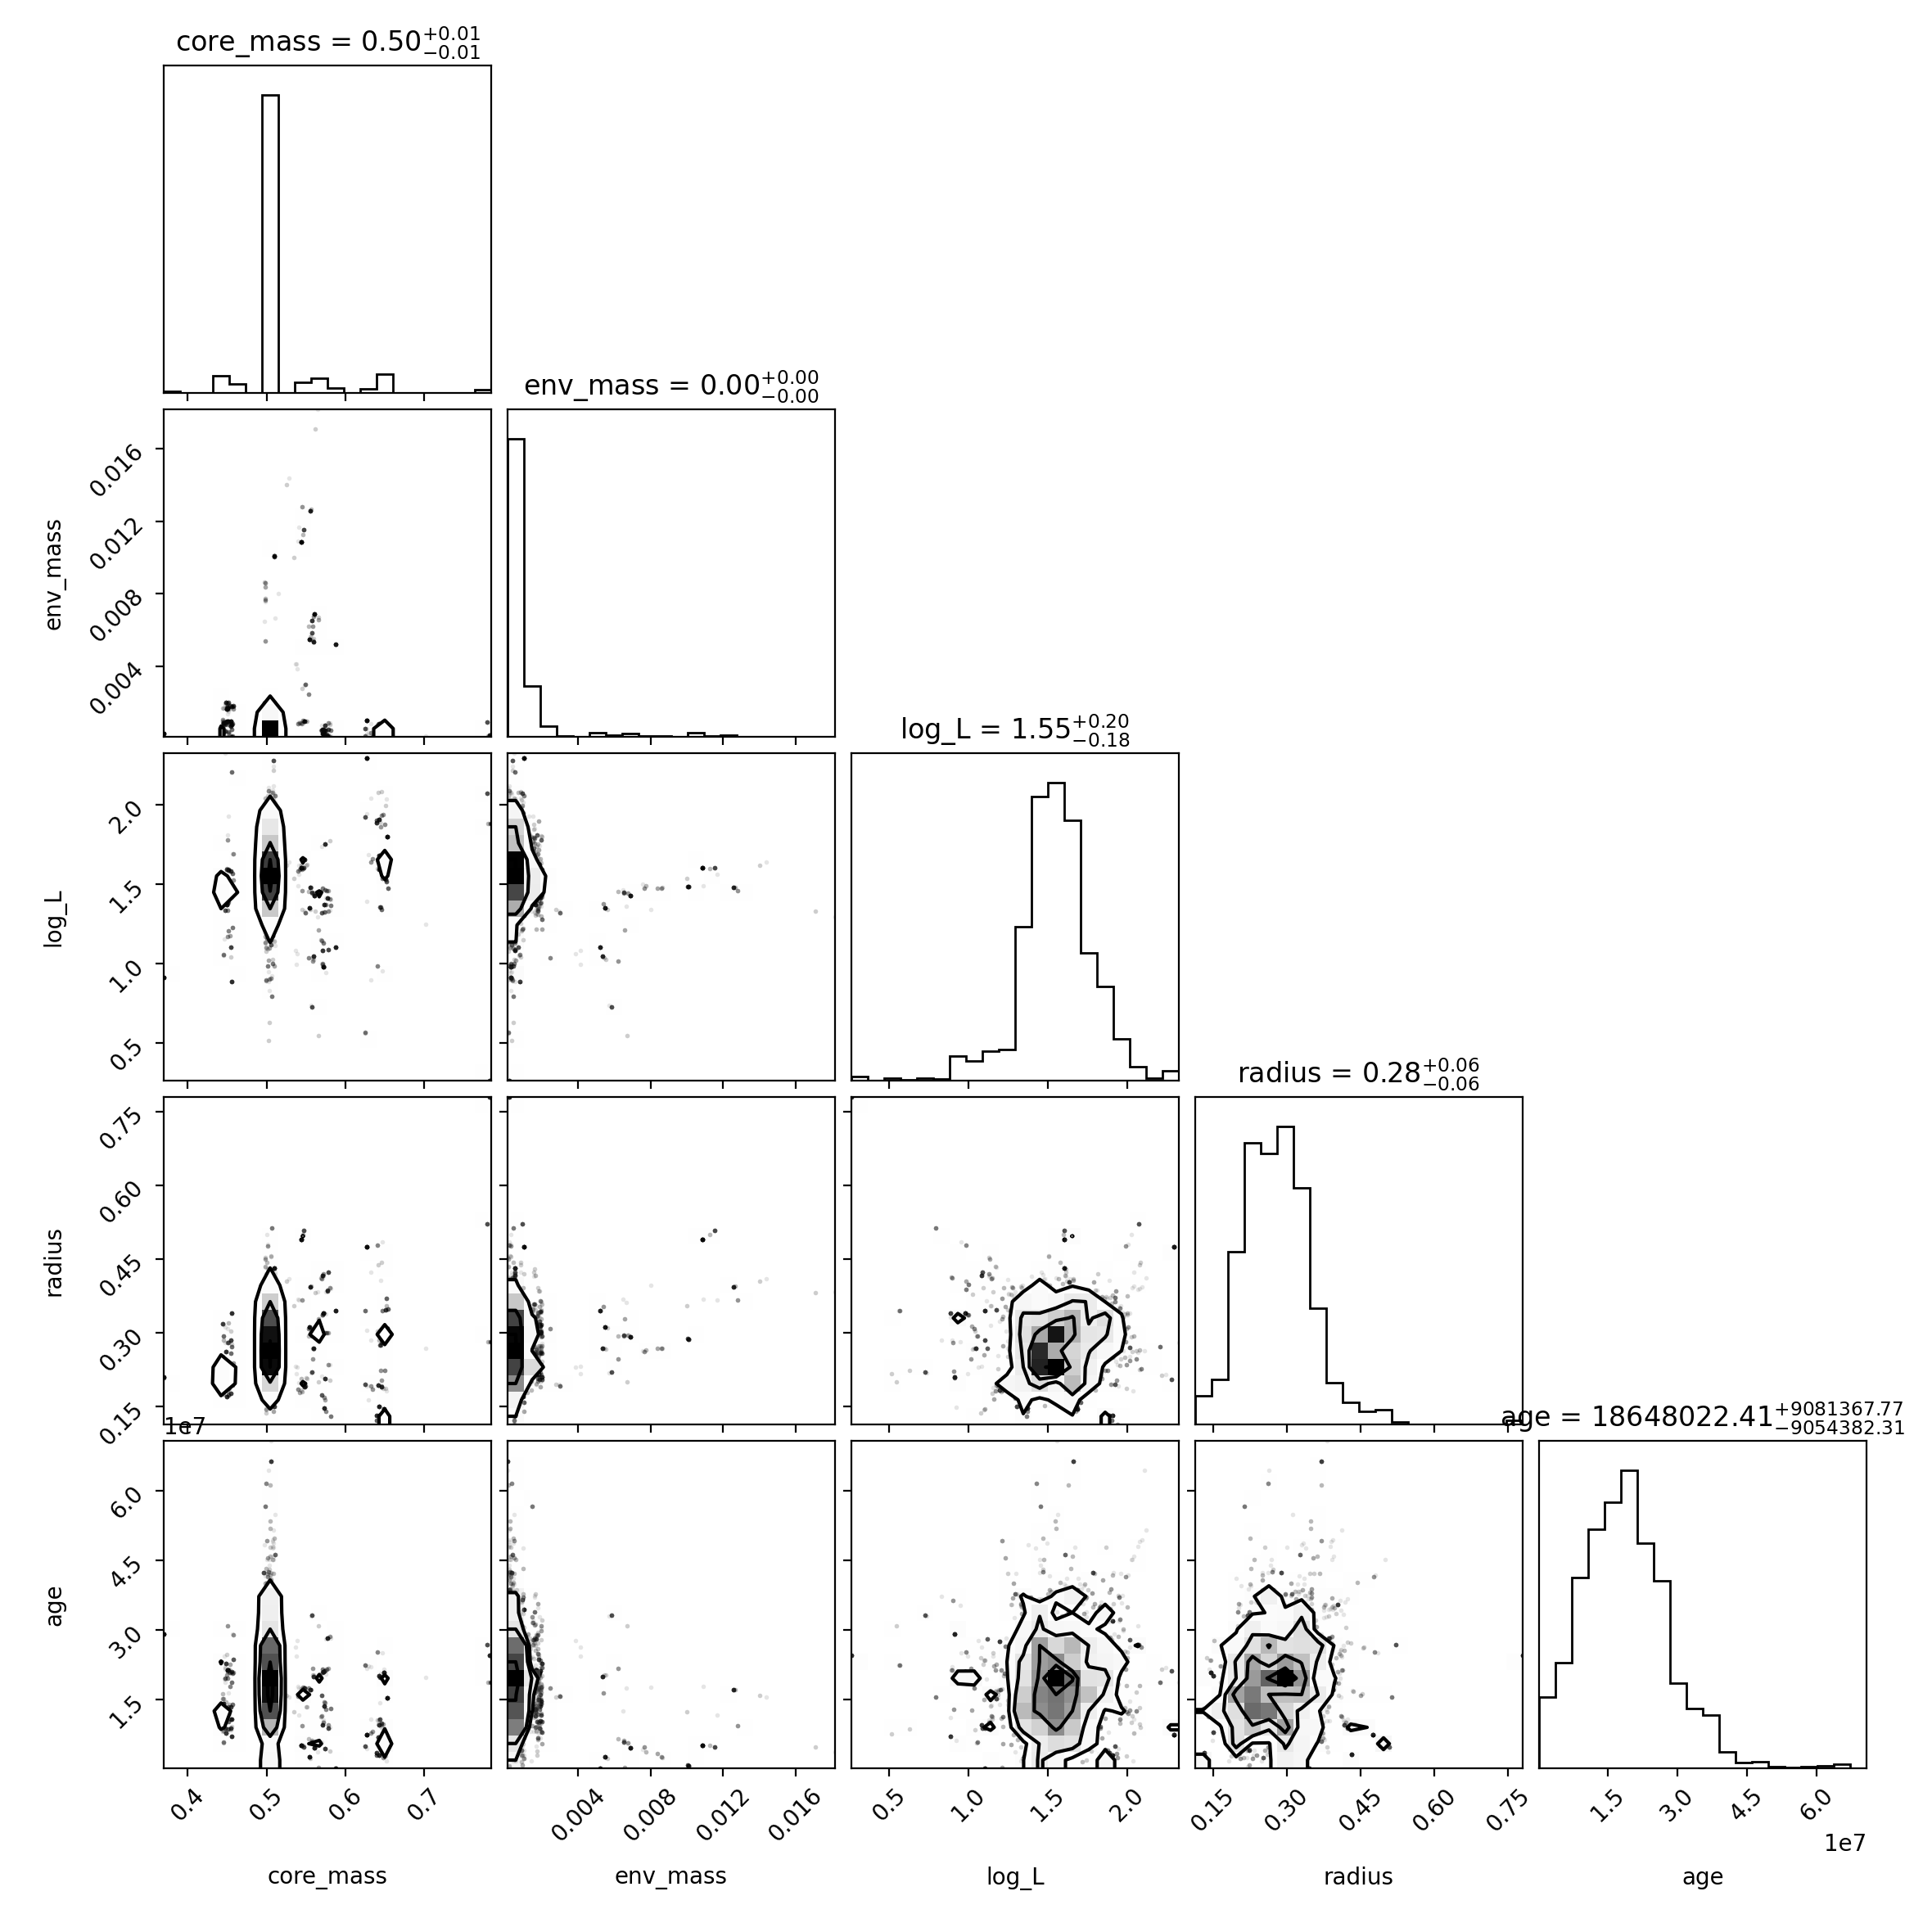 core_mass = 0.50+0.01−0.01
env_mass = 0.00+0.00−0.00
0.016
0.012
0.008
0.004
env_mass
log_L = 1.55+0.20−0.18
2.0
1.5
1.0
0.5
log_L
radius = 0.28+0.06−0.06
0.75
0.60
0.45
0.30
0.15
radius
1e7
age = 18648022.41+9081367.77−9054382.31
6.0
4.5
3.0
1.5
age
0.4 0.5 0.6 0.7 0.004 0.008 0.012 0.016 0.5 1.0 1.5 2.0 0.15 0.30 0.45 0.60 0.75 1.5 3.0 4.5 6.0
1e7
core_mass env_mass log_L radius age